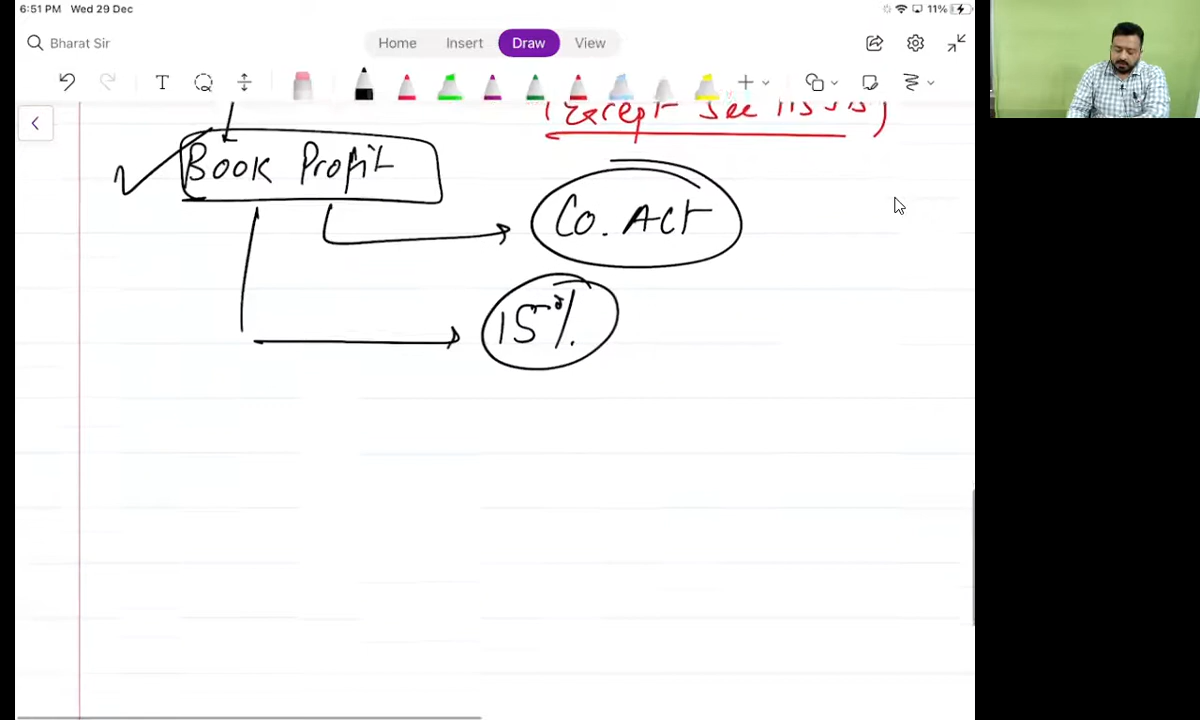 6:51 PM Wed 29 Dec
11%
Bharat Sir
Home Insert Draw View
T
(Except Sec
Book Profit
Co. Act
15%